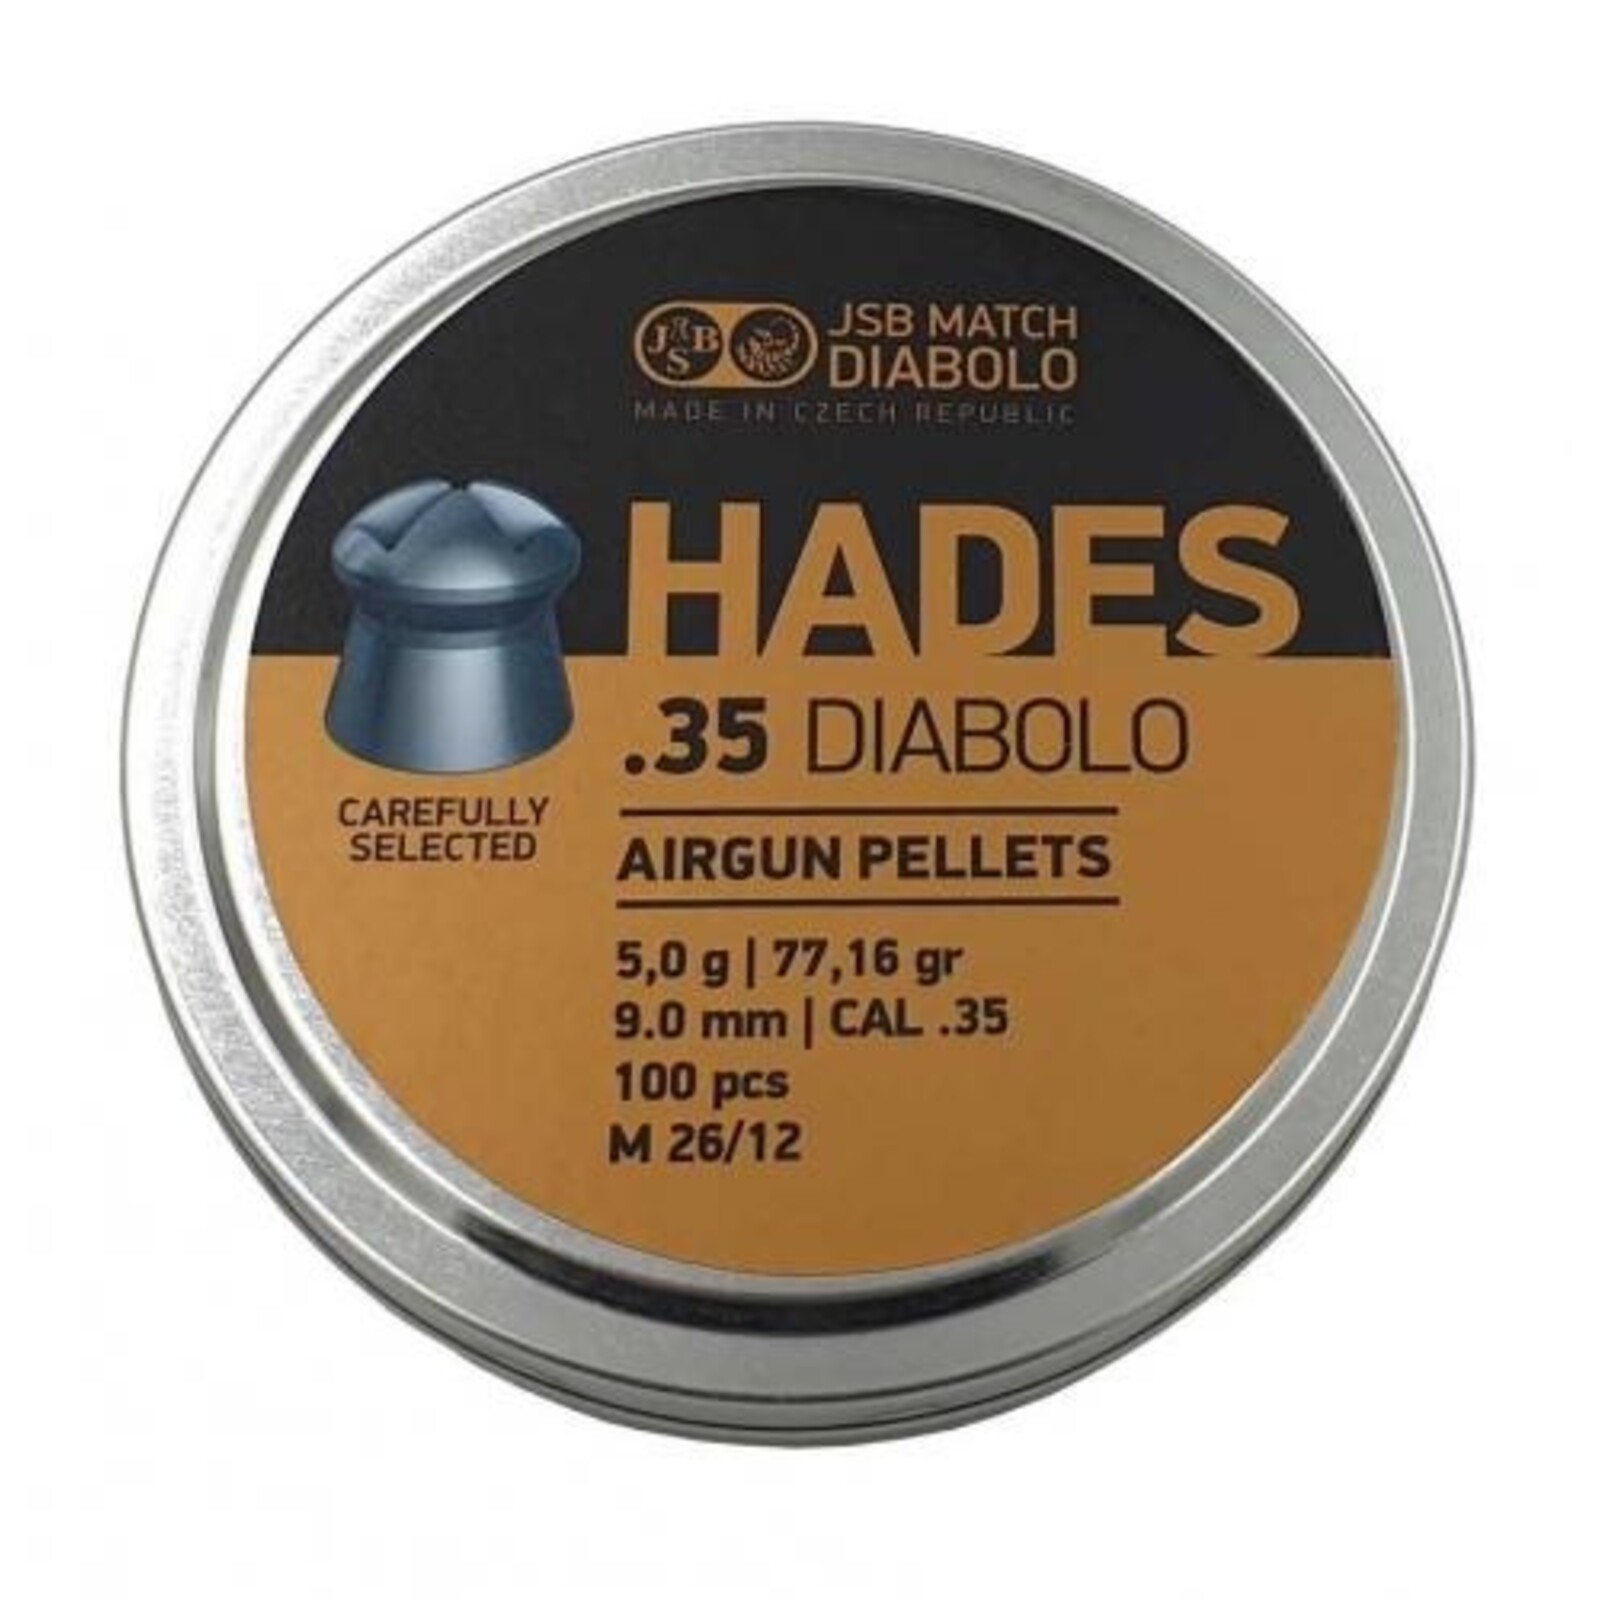 JSB
JSB MATCH
DIABOLO
MADE IN CZECH REPUBLIC
HADES
.35 DIABOLO
CAREFULLY
SELECTED
AIRGUN PELLETS
5,0 g | 77,16 gr
9.0 mm | CAL .35
100 pcs
M 26/12